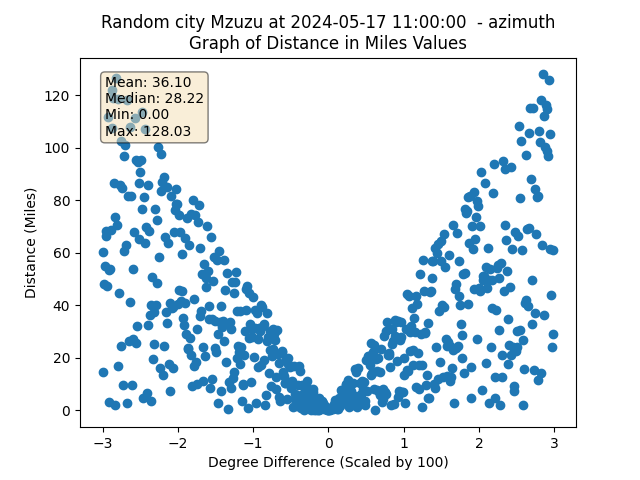 Random city Mzuzu at 2024-05-17 11:00:00  - azimuth
Graph of Distance in Miles Values
Mean: 36.10
Median: 28.22
Min: 0.00
Max: 128.03
120
100
80
60
40
20
0
Distance (Miles)
−3 −2 −1 0 1 2 3
Degree Difference (Scaled by 100)